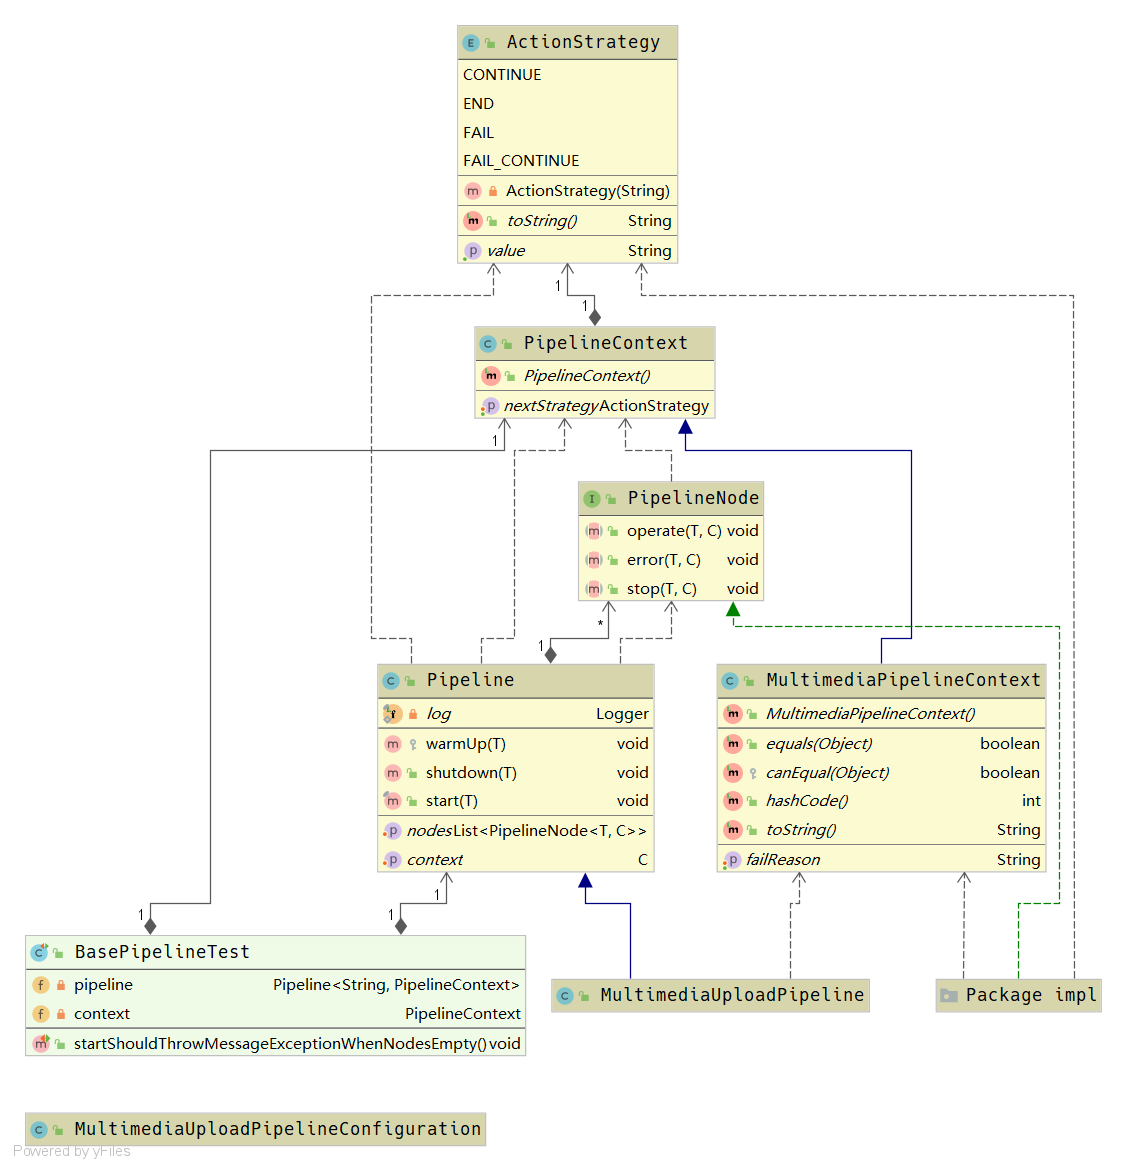 ActionStrategy
CONTINUE
END
FAIL
FAIL_CONTINUE
ActionStrategy(String)
toString() String
value String
1
1
PipelineContext
PipelineContext()
nextStrategy ActionStrategy
1
PipelineNode
operate(T, C) void
error(T, C) void
stop(T, C) void
*
1
Pipeline
log Logger
warmUp(T) void
shutdown(T) void
start(T) void
nodes List<PipelineNode<T, C>>
context C
MultimediaPipelineContext
MultimediaPipelineContext()
equals(Object) boolean
canEqual(Object) boolean
hashCode() int
toString() String
failReason String
1
1
1
BasePipelineTest
pipeline Pipeline<String, PipelineContext>
context PipelineContext
startShouldThrowMessageExceptionWhenNodesEmpty() void
MultimediaUploadPipeline
Package impl
MultimediaUploadPipelineConfiguration
Powered by yFiles